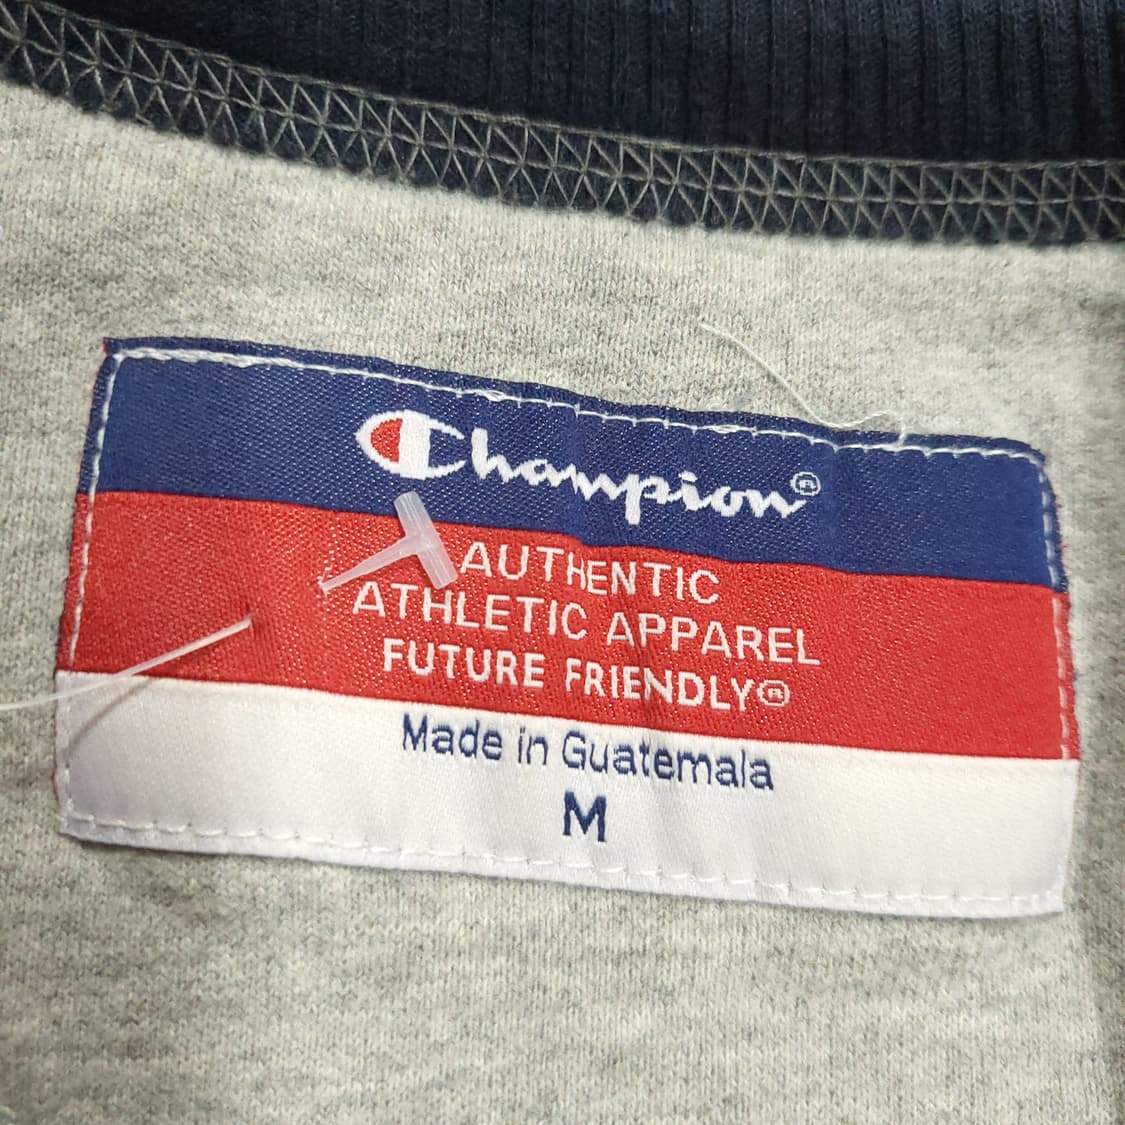 Champion®
AUTHENTIC
ATHLETIC APPAREL
FUTURE FRIENDLY®
Made in Guatemala
M